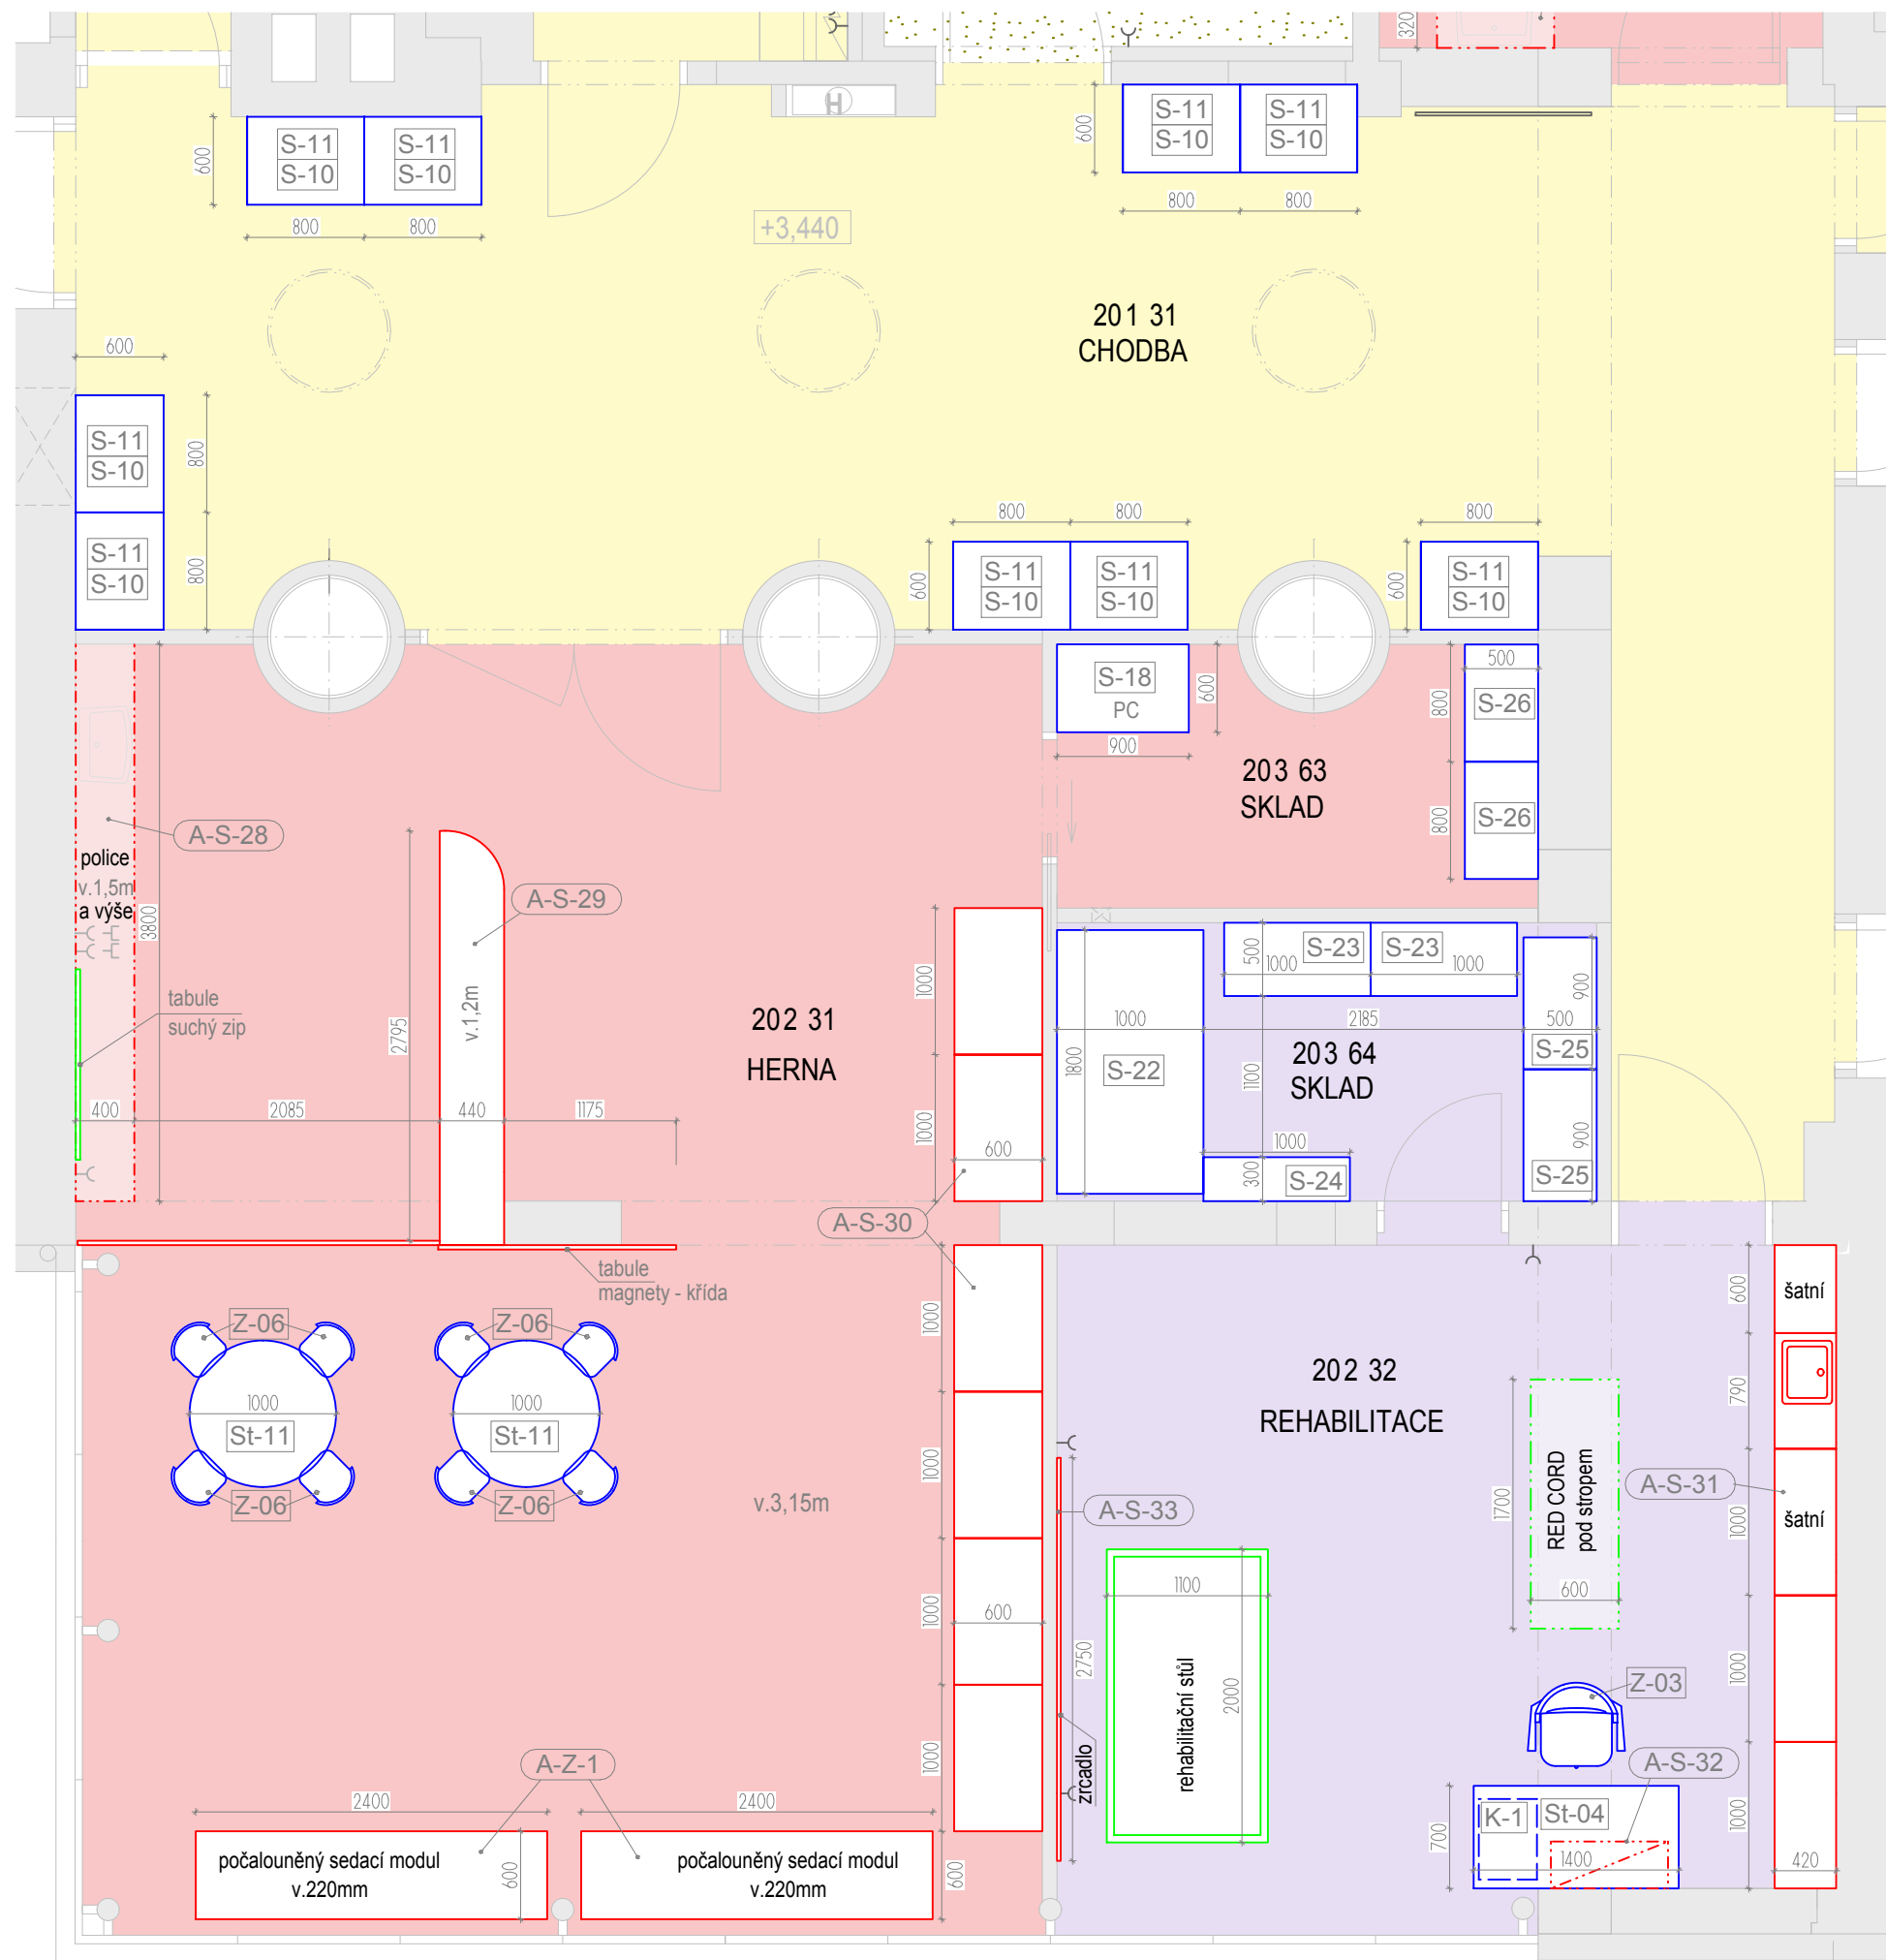 320
H
S-11
S-10
S-11
S-10
600
800
800
S-11
S-10
S-11
S-10
600
800
800
+3,440
201 31
CHODBA
600
S-11
S-10
800
S-11
S-10
800
800
800
S-11
S-10
S-11
S-10
600
800
S-11
S-10
600
S-18
PC
600
900
500
S-26
800
S-26
800
203 63
SKLAD
A-S-28
police
v.1,5m
a výše
3800
tabule
suchý zip
A-S-29
v.1,2m
2795
400
2085
440
1175
202 31
HERNA
1000
1000
600
A-S-30
S-23
S-23
500
1000
1000
1000
2185
500
900
S-25
900
S-25
1800
S-22
203 64
SKLAD
1100
1000
300
S-24
tabule
magnety - křída
Z-06
Z-06
1000
St-11
1000
St-11
Z-06
Z-06
v.3,15m
1000
1000
1000
600
1000
600
A-Z-1
2400
2400
počalouněný sedací modul
v.220mm
600
počalouněný sedací modul
v.220mm
202 32
REHABILITACE
A-S-33
2750
zrcadlo
1100
2000
rehabilitační stůl
1700
RED CORD
pod stropem
600
šatní
600
790
A-S-31
šatní
1000
1000
1000
420
Z-03
A-S-32
K-1
St-04
700
1400